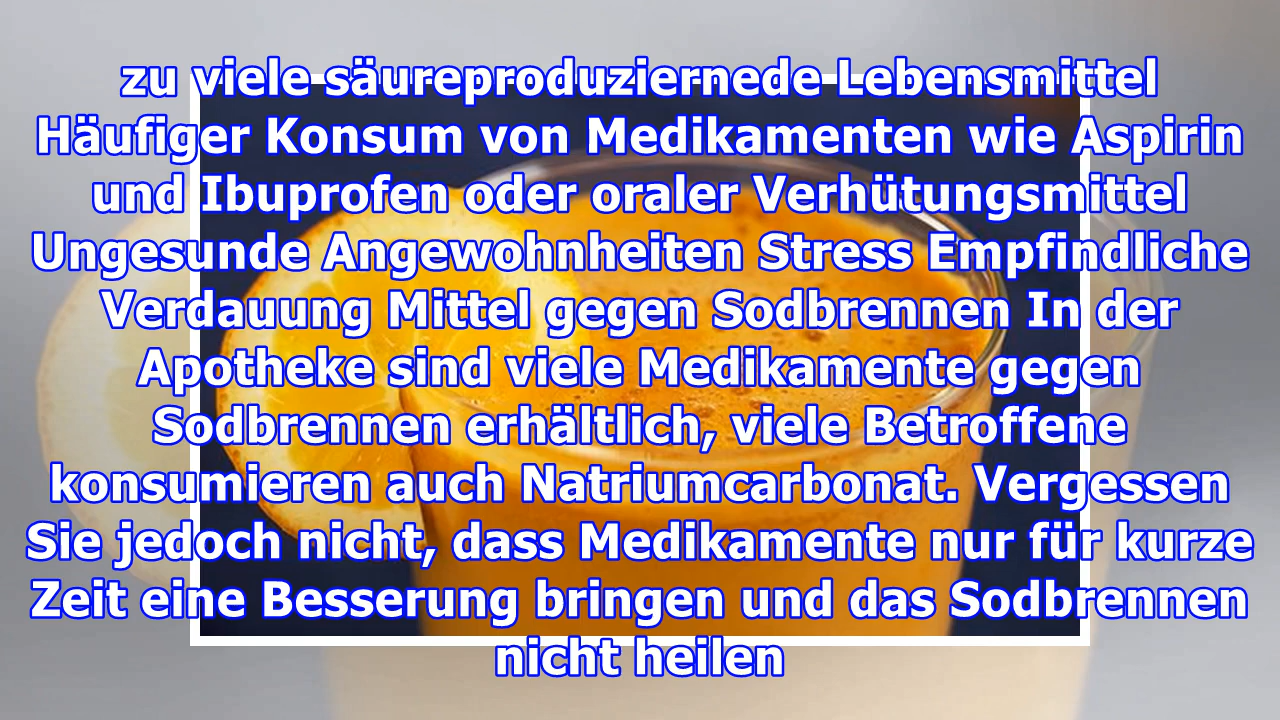 zu viele säureproduziernede Lebensmittel
Häufiger Konsum von Medikamenten wie Aspirin
und Ibuprofen oder oraler Verhütungsmittel
Ungesunde Angewohnheiten Stress Empfindliche
Verdauung Mittel gegen Sodbrennen In der
Apotheke sind viele Medikamente gegen
Sodbrennen erhältlich, viele Betroffene
konsumieren auch Natriumcarbonat. Vergessen
Sie jedoch nicht, dass Medikamente nur für kurze
Zeit eine Besserung bringen und das Sodbrennen
nicht heilen